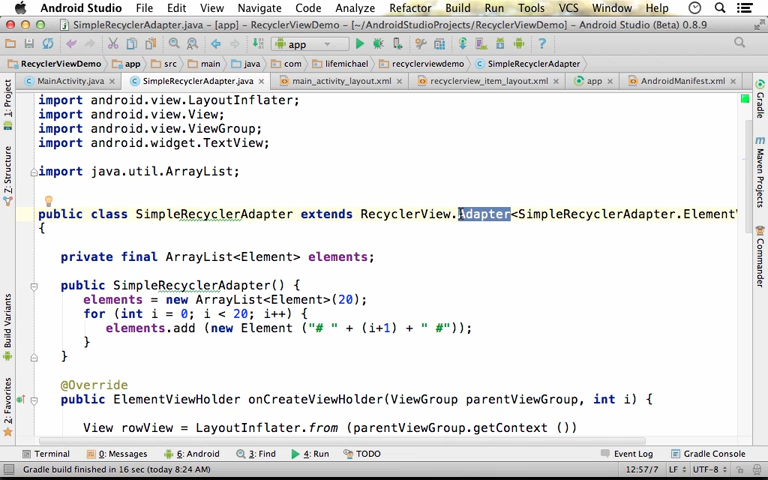 Android Studio File Edit View Navigate Code Analyze Refactor Build Run Tools VCS Window
SimpleRecyclerAdapter.java - [app] - RecyclerViewDemo - [~/AndroidStudioProjects/RecyclerViewDemo] - Android Studio (Beta) 0.8.9
app
RecyclerViewDemo app src main java com lifemichael recyclerviewdemo SimpleRecyclerAdapter
MainActivity.java SimpleRecyclerAdapter.java main_activity_layout.xml recyclerview_item_layout.xml app AndroidManifest.xml
1: Project
7: Structure
Build Variants
2: Favorites
import android.view.LayoutInflater;
import android.view.View;
import android.view.ViewGroup;
import android.widget.TextView;
import java.util.ArrayList;
public class SimpleRecyclerAdapter extends RecyclerView.Adapter<SimpleRecyclerAdapter.Element
{
private final ArrayList<Element> elements;
public SimpleRecyclerAdapter() {
elements = new ArrayList<Element>(20);
for (int i = 0; i < 20; i++) {
elements.add (new Element ("# " + (i+1) + " #"));
}
}
@Override
public ElementViewHolder onCreateViewHolder(ViewGroup parentViewGroup, int i) {
View rowView = LayoutInflater.from (parentViewGroup.getContext ())
Gradle
Maven Projects
Commander
Terminal 0: Messages 6: Android 3: Find 4: Run TODO Event Log Gradle Console
Gradle build finished in 16 sec (today 8:24 AM) 12:57/7 LF UTF-8